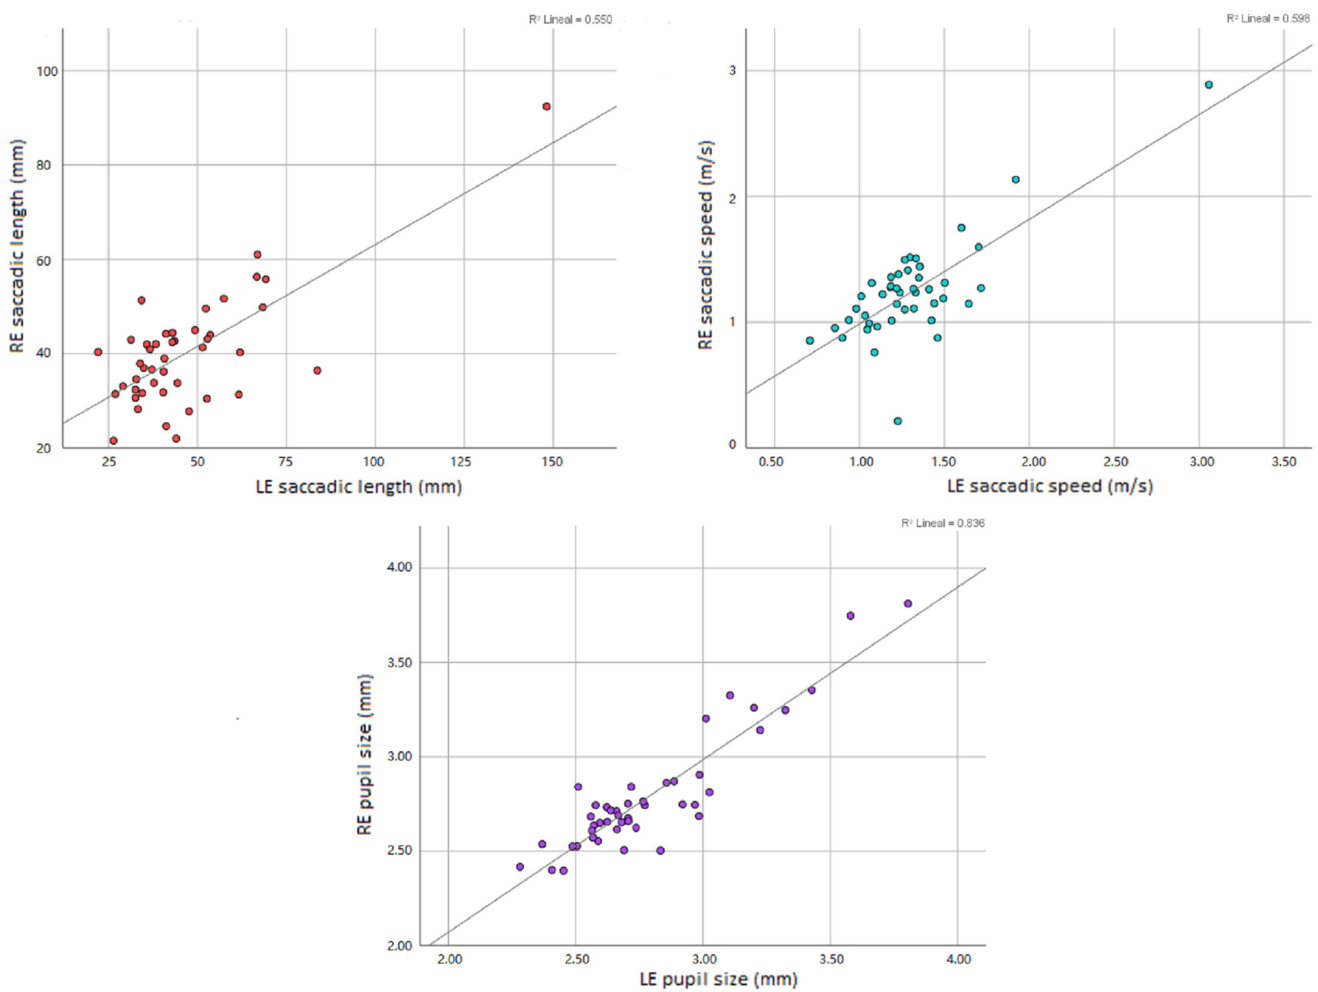 R² Lineal = 0.550
100
80
60
40
20
RE saccadic length (mm)
25 50 75 100 125 150
LE saccadic length (mm)
R² Lineal = 0.598
3
2
1
0
RE saccadic speed (m/s)
0.50 1.00 1.50 2.00 2.50 3.00 3.50
LE saccadic speed (m/s)
R² Lineal = 0.836
4.00
3.50
3.00
2.50
2.00
RE pupil size (mm)
2.00 2.50 3.00 3.50 4.00
LE pupil size (mm)